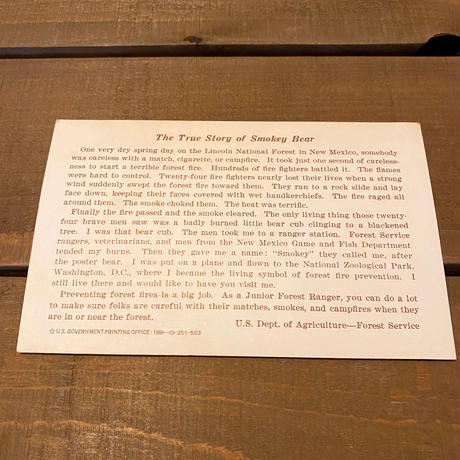 The True Story of Smokey Bear
One very dry spring day on the Lincoln National Forest in New Mexico, somebody
was careless with a match, cigarette, or campfire. It took just one second of careless-
ness to start a terrible forest fire. Hundreds of fire fighters battled it. The flames
were hard to control. Twenty-four fire fighters nearly lost their lives when a strong
wind suddenly swept the forest fire toward them. They ran to a rock slide and lay
face down, keeping their faces covered with wet handkerchiefs. The fire raged all
around them. The smoke choked them. The heat was terrific.
Finally the fire passed and the smoke cleared. The only living thing those twenty-
four brave men saw was a badly burned little bear cub clinging to a blackened
tree. I was that bear cub. The men took me to a ranger station. Forest Service
rangers, veterinarians, and men from the New Mexico Game and Fish Department
tended my burns. Then they gave me a name: "Smokey" they called me, after
the poster bear. I was put on a plane and flown to the National Zoological Park,
Washington, D.C., where I became the living symbol of forest fire prevention. I
still live there and would like to have you visit me.
Preventing forest fires is a big job. As a Junior Forest Ranger, you can do a lot
to make sure folks are careful with their matches, smokes, and campfires when they
are in or near the forest.
U.S. Dept. of Agriculture—Forest Service
☆ U.S. GOVERNMENT PRINTING OFFICE: 1969—O-351-503